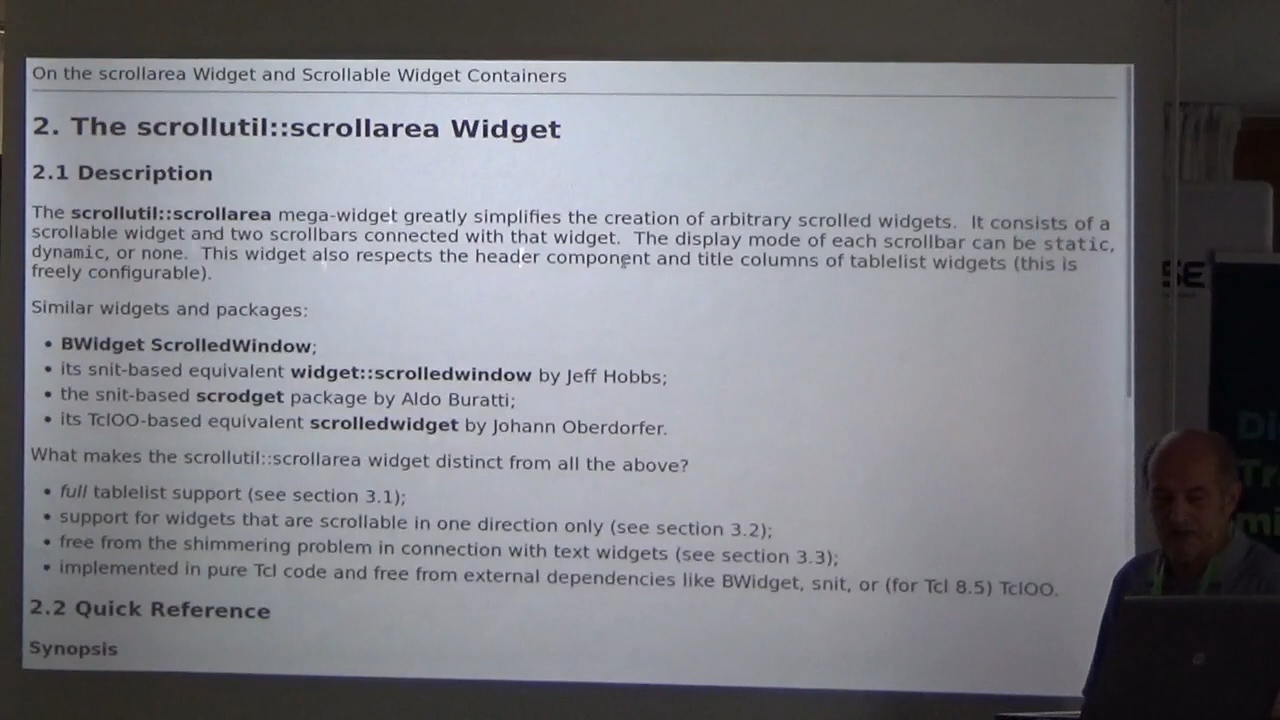 On the scrollarea Widget and Scrollable Widget Containers
2. The scrollutil::scrollarea Widget
2.1 Description
The scrollutil::scrollarea mega-widget greatly simplifies the creation of arbitrary scrolled widgets. It consists of a
scrollable widget and two scrollbars connected with that widget. The display mode of each scrollbar can be static,
dynamic, or none. This widget also respects the header component and title columns of tablelist widgets (this is
freely configurable).
Similar widgets and packages:
• BWidget ScrolledWindow;
• its snit-based equivalent widget::scrolledwindow by Jeff Hobbs;
• the snit-based scrodget package by Aldo Buratti;
• its TclOO-based equivalent scrolledwidget by Johann Oberdorfer.
What makes the scrollutil::scrollarea widget distinct from all the above?
• full tablelist support (see section 3.1);
• support for widgets that are scrollable in one direction only (see section 3.2);
• free from the shimmering problem in connection with text widgets (see section 3.3);
• implemented in pure Tcl code and free from external dependencies like BWidget, snit, or (for Tcl 8.5) TclOO.
2.2 Quick Reference
Synopsis